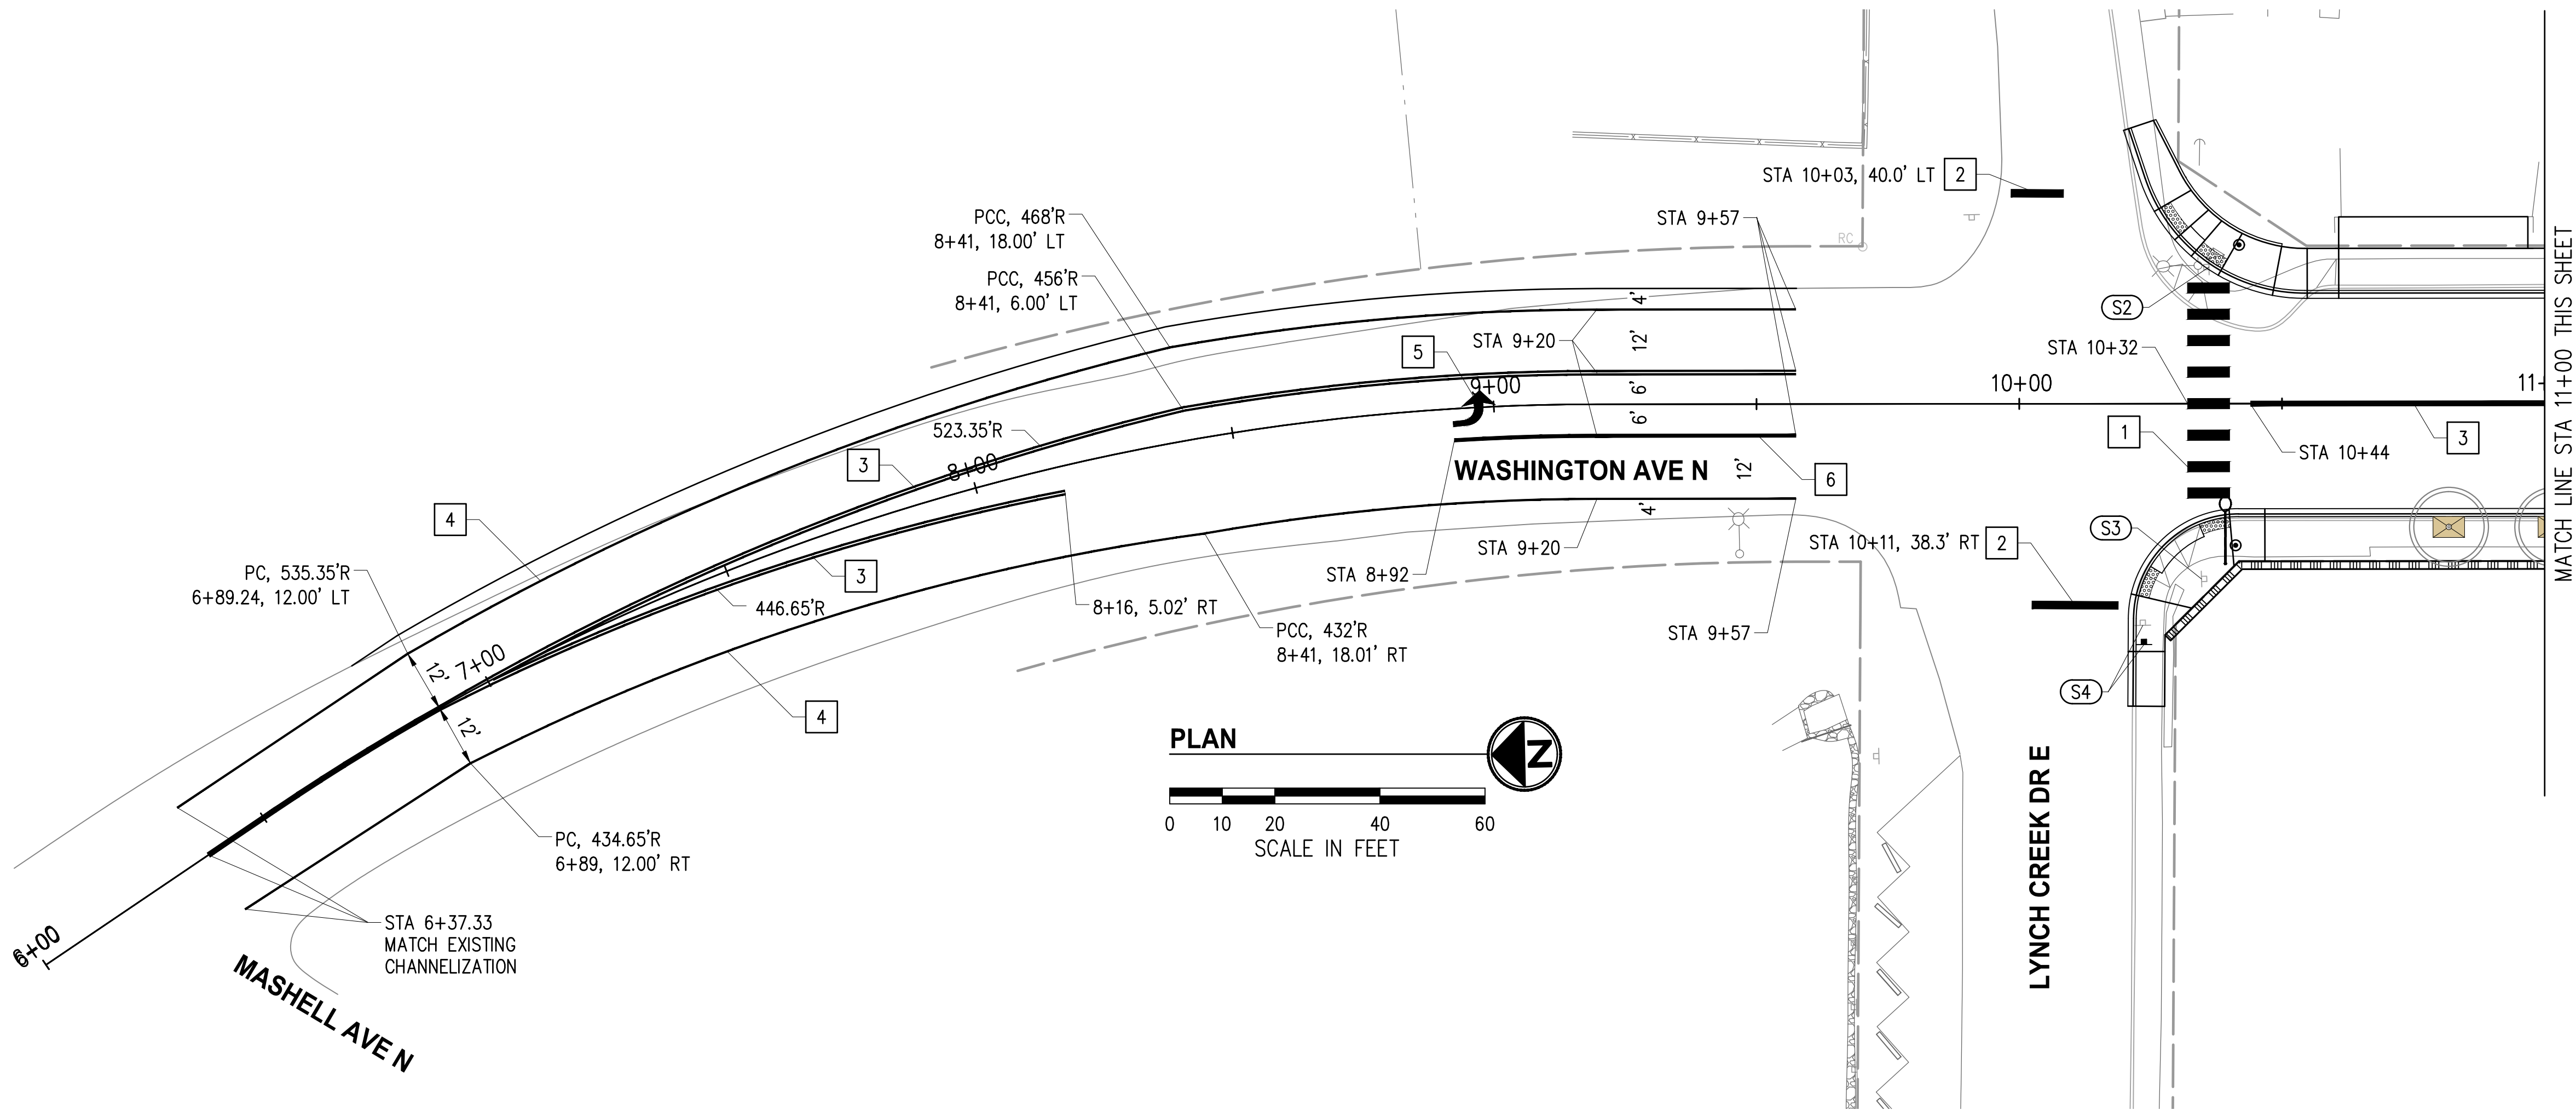 STA 10+03, 40.0' LT
2
PCC, 468'R
8+41, 18.00' LT
STA 9+57
RC
PCC, 456'R
8+41, 6.00' LT
4'
S2
STA 9+20
12'
5
STA 10+32
9+00
6'
10+00
11+
6'
523.35'R
1
3
STA 10+44
3
8+00
WASHINGTON AVE N
12'
6
4
4'
S3
STA 9+20
STA 10+11, 38.3' RT
2
PC, 535.35'R
6+89.24, 12.00' LT
3
STA 8+92
446.65'R
8+16, 5.02' RT
PCC, 432'R
8+41, 18.01' RT
STA 9+57
12'
7+00
12'
4
S4
PLAN
N
0 10 20 40 60
SCALE IN FEET
PC, 434.65'R
6+89, 12.00' RT
STA 6+37.33
MATCH EXISTING
CHANNELIZATION
6+00
MASHELL AVE N
LYNCH CREEK DR E
MATCH LINE STA 11+00 THIS SHEET